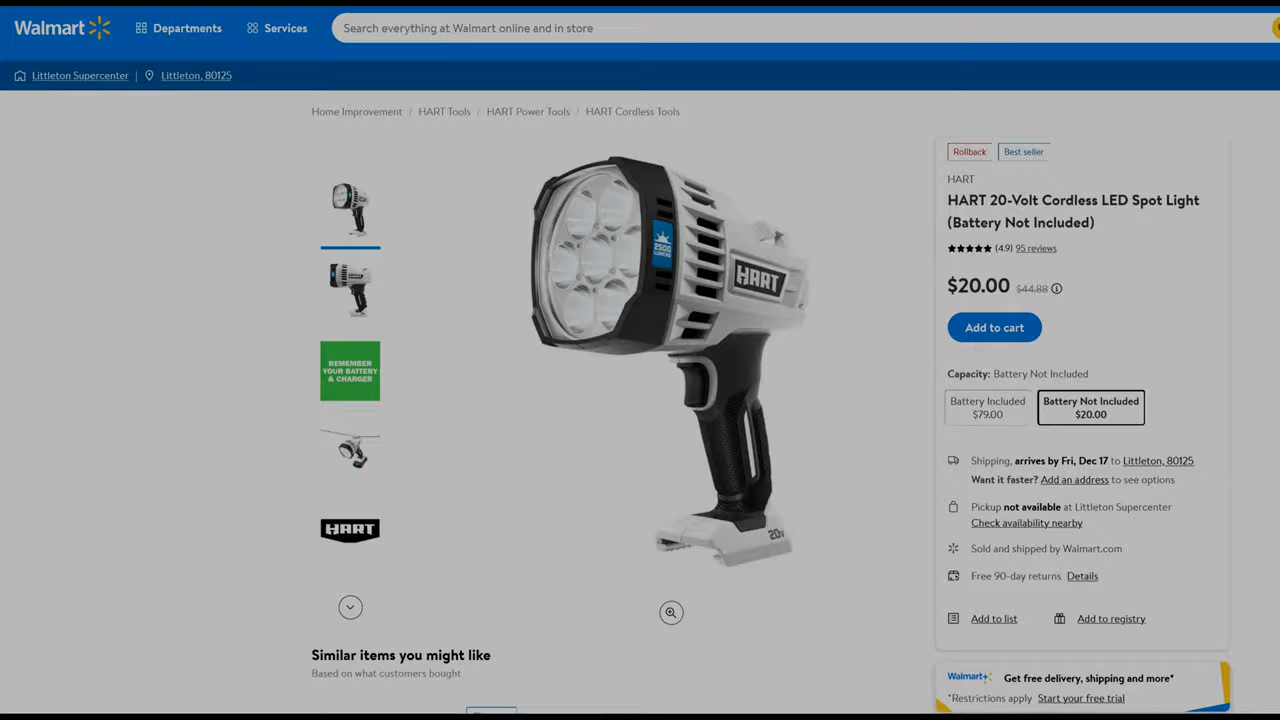 Walmart
Departments
Services
Search everything at Walmart online and in store
Littleton Supercenter
Littleton, 80125
Home Improvement / HART Tools / HART Power Tools / HART Cordless Tools
REMEMBER
YOUR BATTERY
& CHARGER
HART
2500
LUMENS
HART
20V
Rollback
Best seller
HART
HART 20-Volt Cordless LED Spot Light
(Battery Not Included)
(4.9) 95 reviews
$20.00 $44.88
Add to cart
Capacity: Battery Not Included
Battery Included
$79.00
Battery Not Included
$20.00
Shipping, arrives by Fri, Dec 17 to Littleton, 80125
Want it faster? Add an address to see options
Pickup not available at Littleton Supercenter
Check availability nearby
Sold and shipped by Walmart.com
Free 90-day returns Details
Add to list
Add to registry
Similar items you might like
Based on what customers bought
Walmart+
Get free delivery, shipping and more*
*Restrictions apply Start your free trial